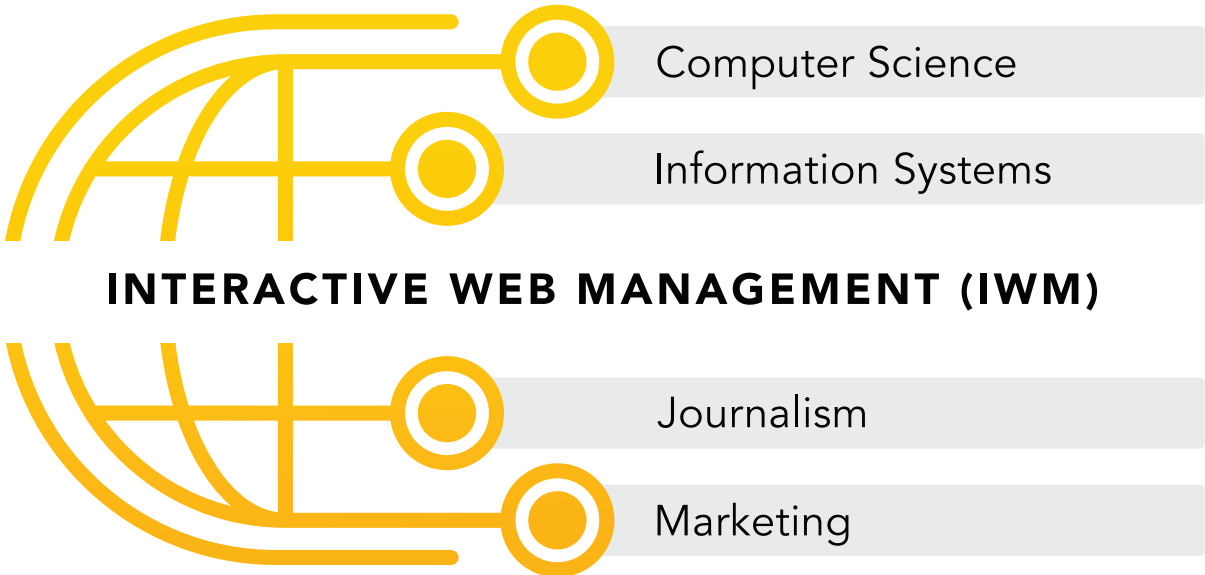 Computer Science
Information Systems
INTERACTIVE WEB MANAGEMENT (IWM)
Journalism
Marketing